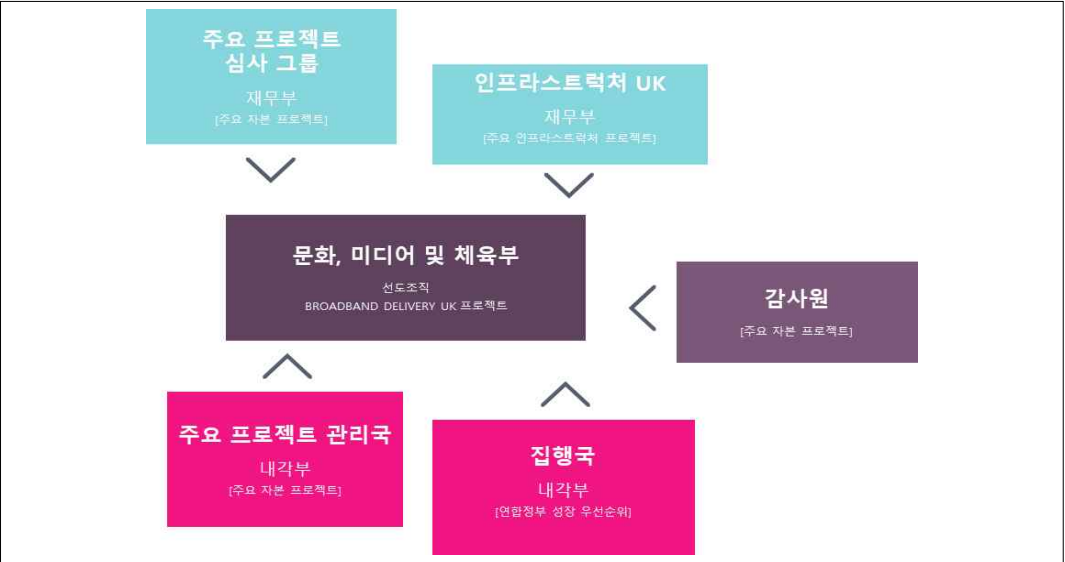 주요 프로젝트
심사 그룹
재무부
[주요 자본 프로젝트]
인프라스트럭처 UK
재무부
[주요 인프라스트럭처 프로젝트]
문화, 미디어 및 체육부
선도조직
BROADBAND DELIVERY UK 프로젝트
감사원
[주요 자본 프로젝트]
주요 프로젝트 관리국
내각부
[주요 자본 프로젝트]
집행국
내각부
[연합정부 성장 우선순위]